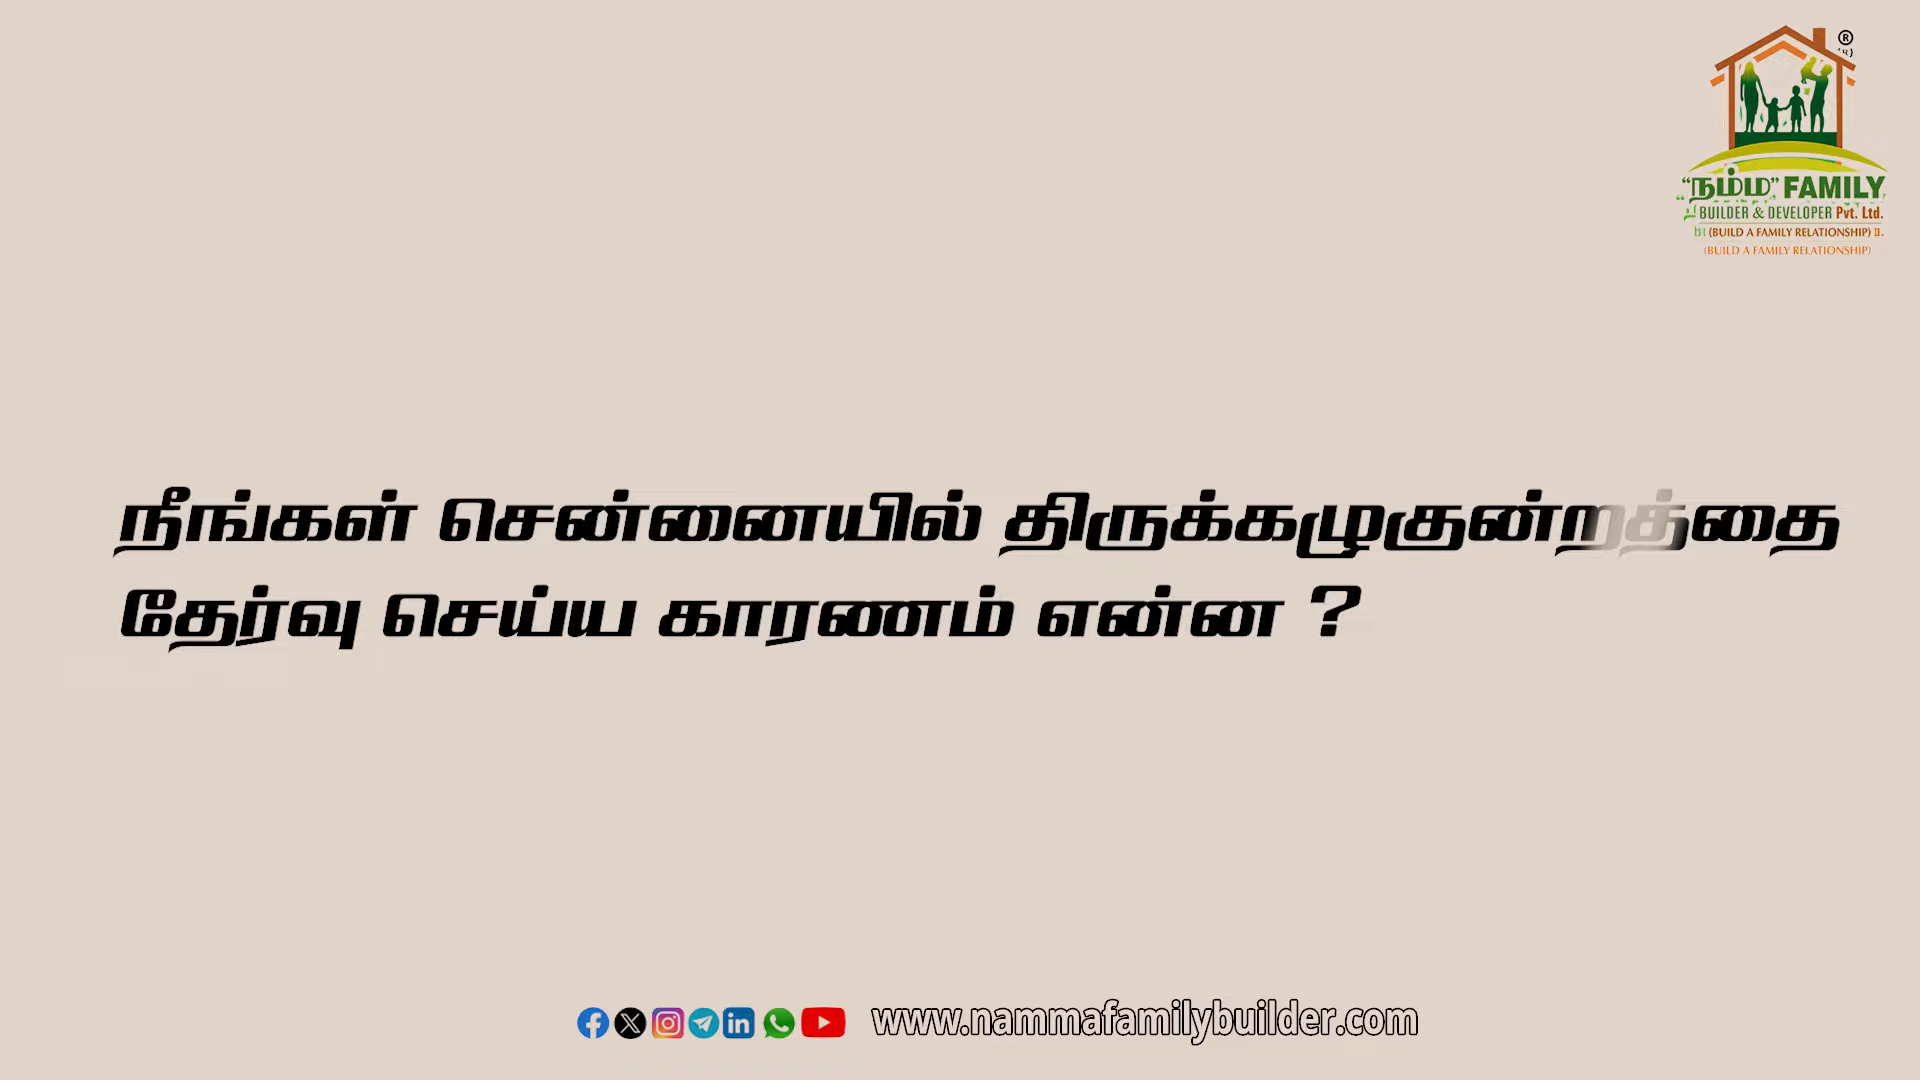 ®
"நம்ம" FAMILY
BUILDER & DEVELOPER Pvt. Ltd.
(BUILD A FAMILY RELATIONSHIP)
(BUILD A FAMILY RELATIONSHIP)
நீங்கள் சென்னையில் திருக்கழுகுன்றத்தை
தேர்வு செய்ய காரணம் என்ன ?
www.nammafamilybuilder.com